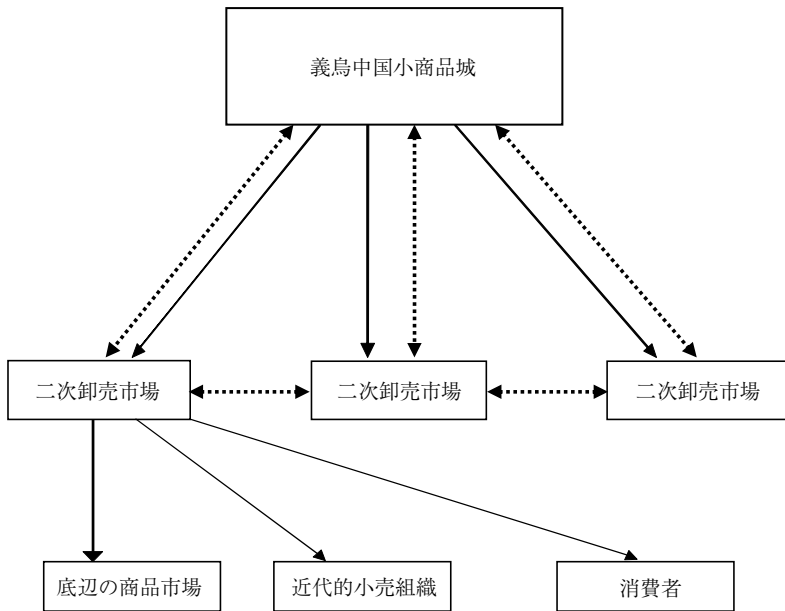 義烏中国小商品城
二次卸売市場
二次卸売市場
二次卸売市場
底辺の商品市場
近代的小売組織
消費者